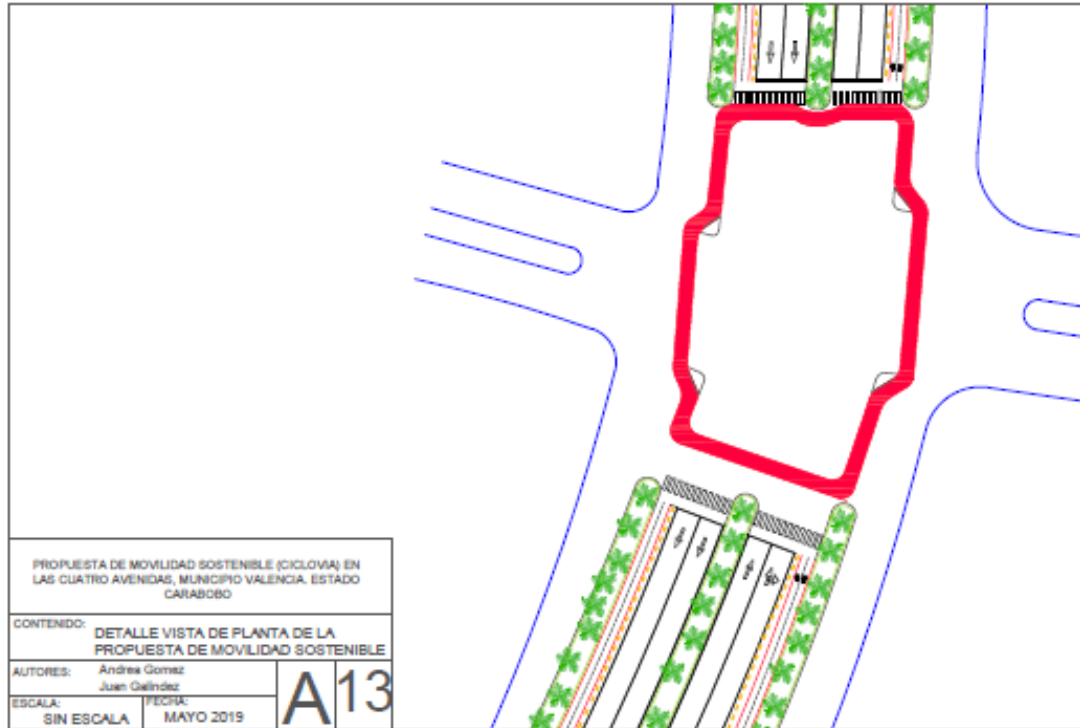 PROPUESTA DE MOVILIDAD SOSTENIBLE (CICLOVIA) EN
LAS CUATRO AVENIDAS, MUNICIPIO VALENCIA. ESTADO
CARABOBO
CONTENIDO:
DETALLE VISTA DE PLANTA DE LA
PROPUESTA DE MOVILIDAD SOSTENIBLE
AUTORES: Andrea Gomez
Juan Galindez
ESCALA:
SIN ESCALA
FECHA:
MAYO 2019
A 13